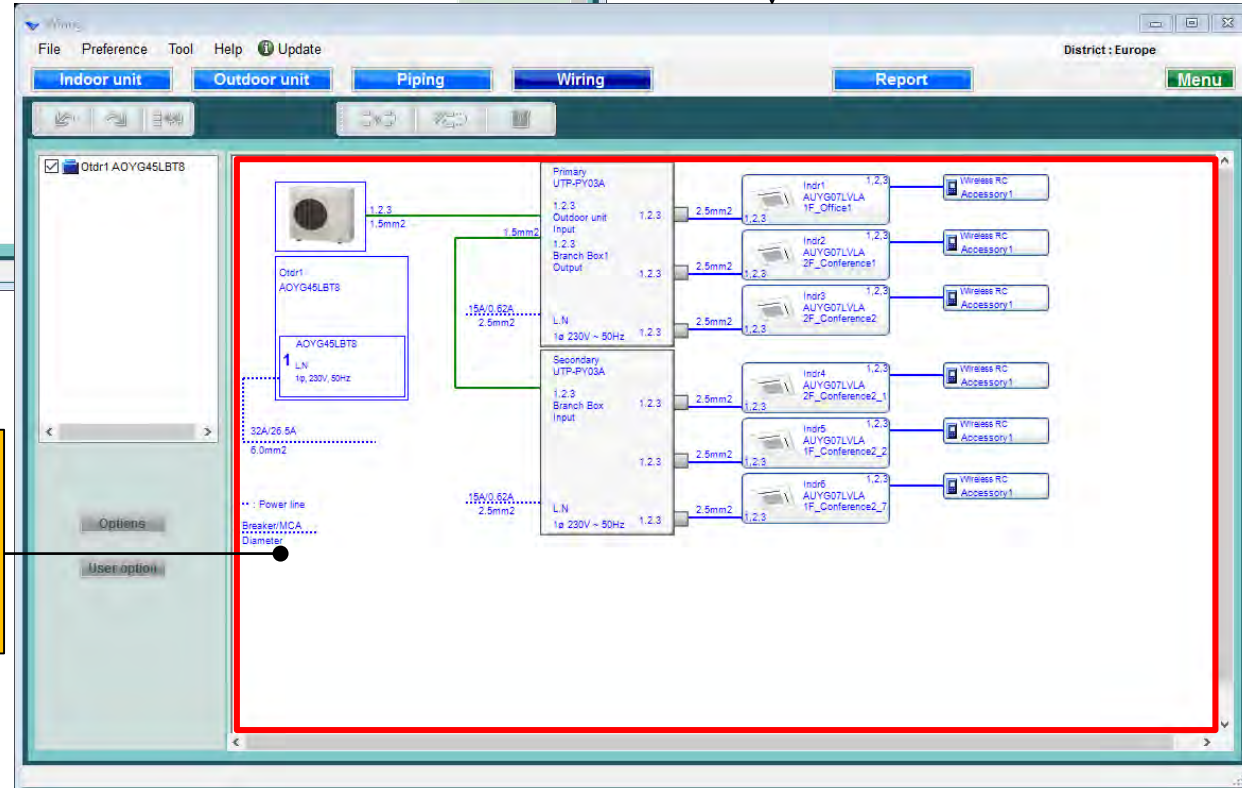 Wiring
File Preference Tool Help Update
District : Europe
Indoor unit Outdoor unit Piping Wiring Report Menu
Otdr1 AOYG45LBT8
Options
User option
1.2.3
1.5mm2
Otdr1
AOYG45LBT8
AOYG45LBT8
1 L.N
1φ, 230V, 50Hz
32A/26.5A
6.0mm2
: Power line
Breaker/MCA
Diameter
1.5mm2
15A/0.62A
2.5mm2
15A/0.62A
2.5mm2
Primary
UTP-PY03A
1.2.3
Outdoor unit
Input
1.2.3
Branch Box1
Output
1.2.3
1.2.3
1.2.3
L.N
1ø 230V ~ 50Hz
Secondary
UTP-PY03A
1.2.3
Branch Box
Input
1.2.3
1.2.3
1.2.3
L.N
1ø 230V ~ 50Hz
2.5mm2
1,2,3
Indr1 1,2,3
AUYG07LVLA
1F_Office1
Wireless RC
Accessory1
2.5mm2
1,2,3
Indr2 1,2,3
AUYG07LVLA
2F_Conference1
Wireless RC
Accessory1
2.5mm2
1,2,3
Indr3 1,2,3
AUYG07LVLA
2F_Conference2
Wireless RC
Accessory1
2.5mm2
1,2,3
Indr4 1,2,3
AUYG07LVLA
2F_Conference2_1
Wireless RC
Accessory1
2.5mm2
1,2,3
Indr5 1,2,3
AUYG07LVLA
1F_Conference2_2
Wireless RC
Accessory1
2.5mm2
1,2,3
Indr6 1,2,3
AUYG07LVLA
1F_Conference2_7
Wireless RC
Accessory1